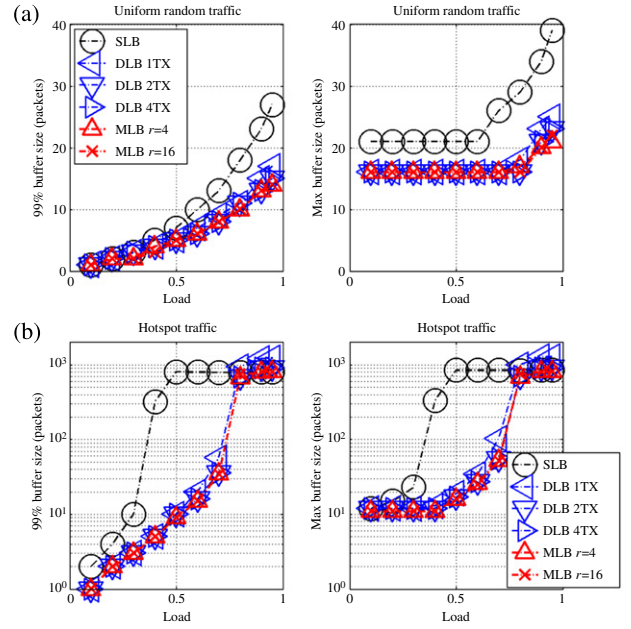 (a)
Uniform random traffic
99% buffer size (packets)
40
30
20
10
0
SLB
DLB 1TX
DLB 2TX
DLB 4TX
MLB r=4
MLB r=16
0
0.5
1
Load
Uniform random traffic
Max buffer size (packets)
40
30
20
10
0
0
0.5
1
Load
(b)
Hotspot traffic
99% buffer size (packets)
10³
10²
10¹
10⁰
0
0.5
1
Load
Hotspot traffic
Max buffer size (packets)
10³
10²
10¹
10⁰
SLB
DLB 1TX
DLB 2TX
DLB 4TX
MLB r=4
MLB r=16
0
0.5
1
Load